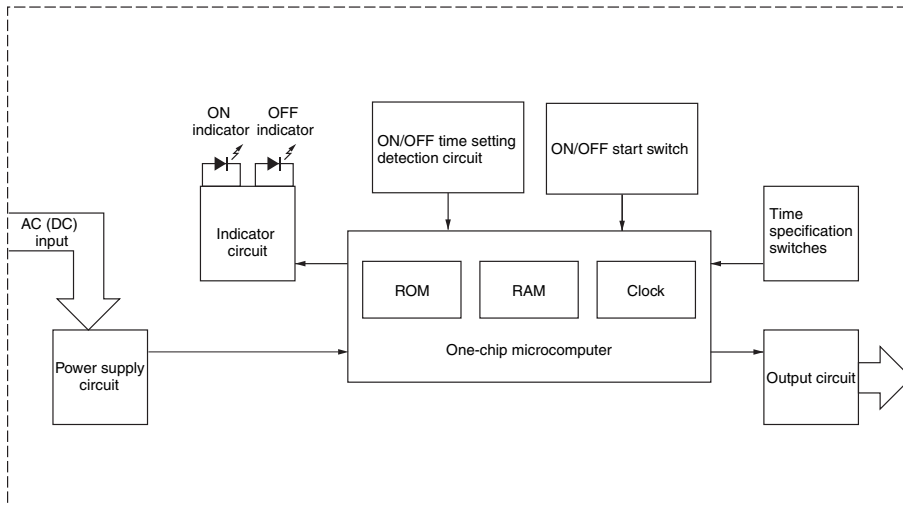 ON
indicator
OFF
indicator
ON/OFF time setting
detection circuit
ON/OFF start switch
AC (DC)
input
Indicator
circuit
Time
specification
switches
ROM
RAM
Clock
One-chip microcomputer
Power supply
circuit
Output circuit